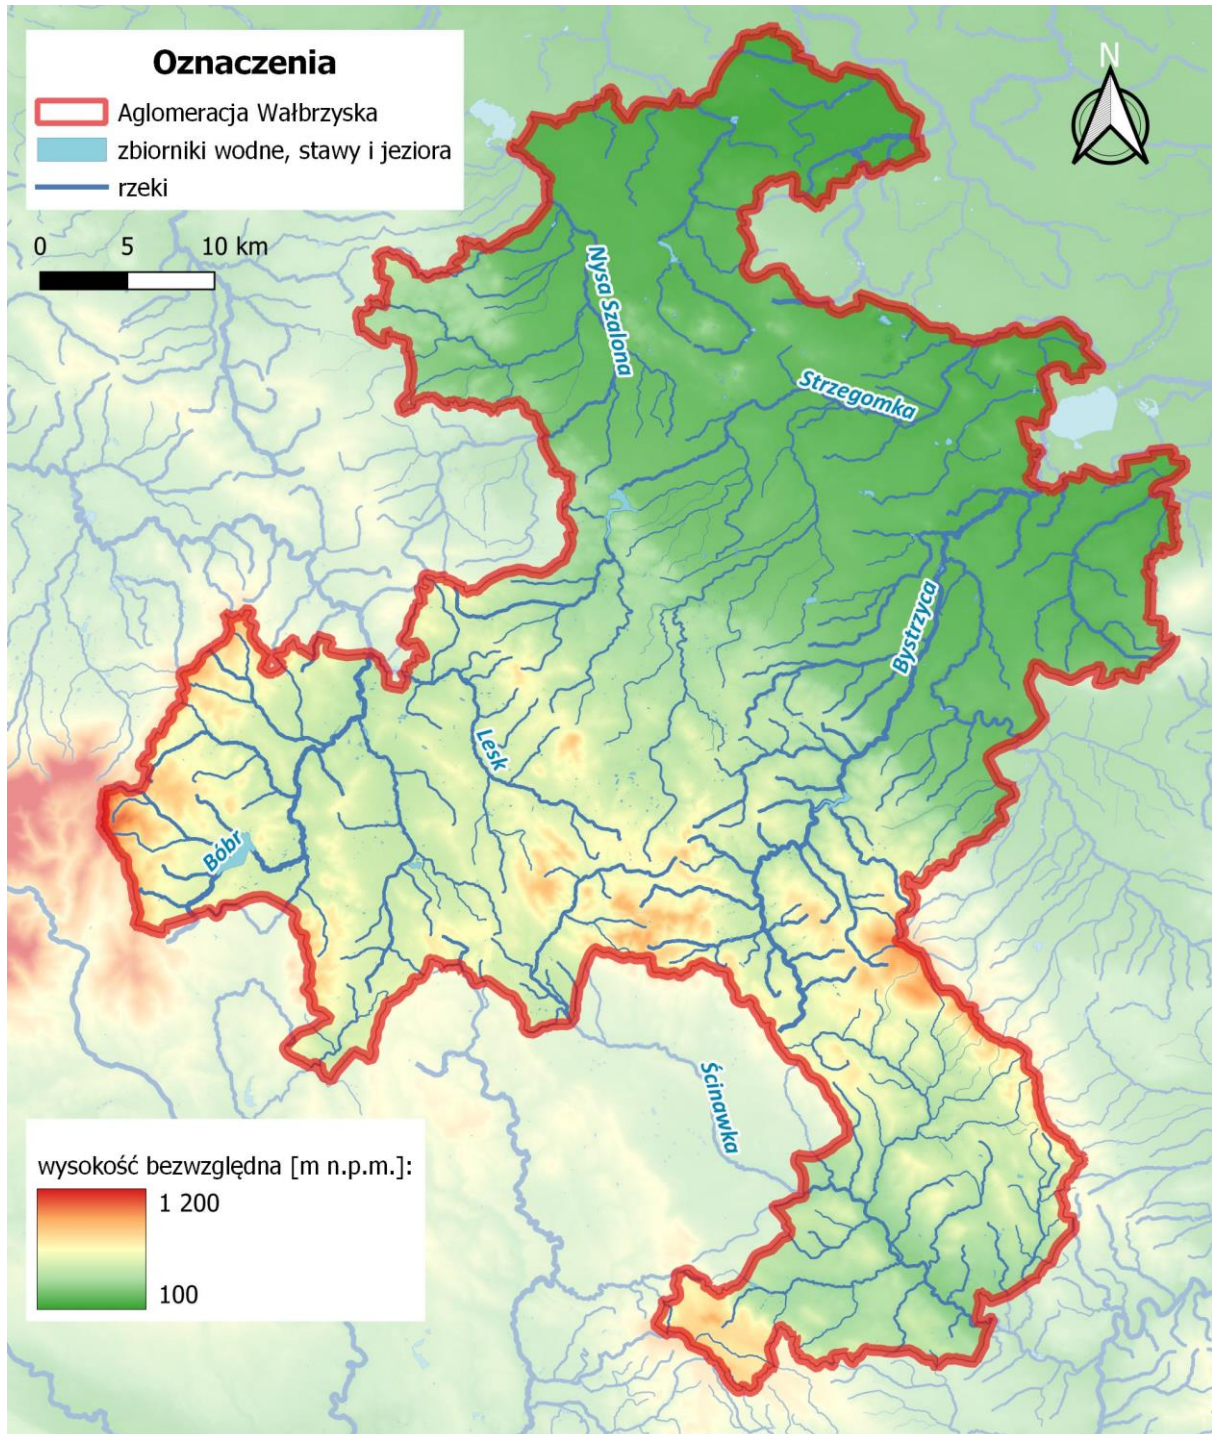 Oznaczenia
Aglomeracja Wałbrzyska
zbiorniki wodne, stawy i jeziora
rzeki
0 5 10 km
N
Nysa Szalona
Strzegomka
Bystrzyca
Lesk
Bóbr
Ścinawka
wysokość bezwzględna [m n.p.m.]:
1 200
100